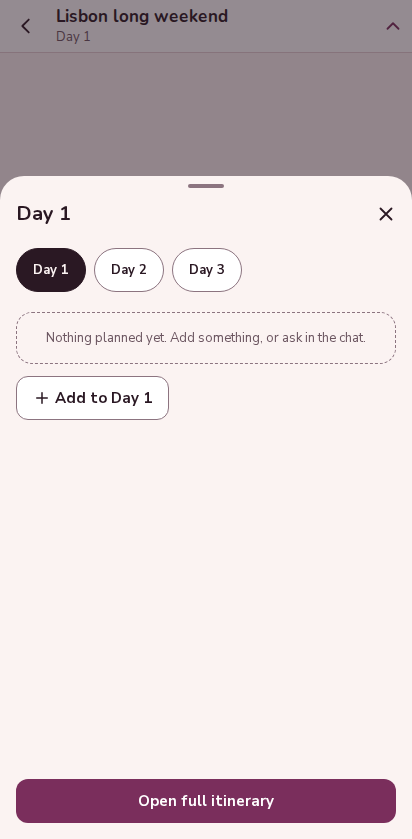 Lisbon long weekend
Day 1
Day 1
Day 1
Day 2
Day 3
Nothing planned yet. Add something, or ask in the chat.
Add to Day 1
Open full itinerary